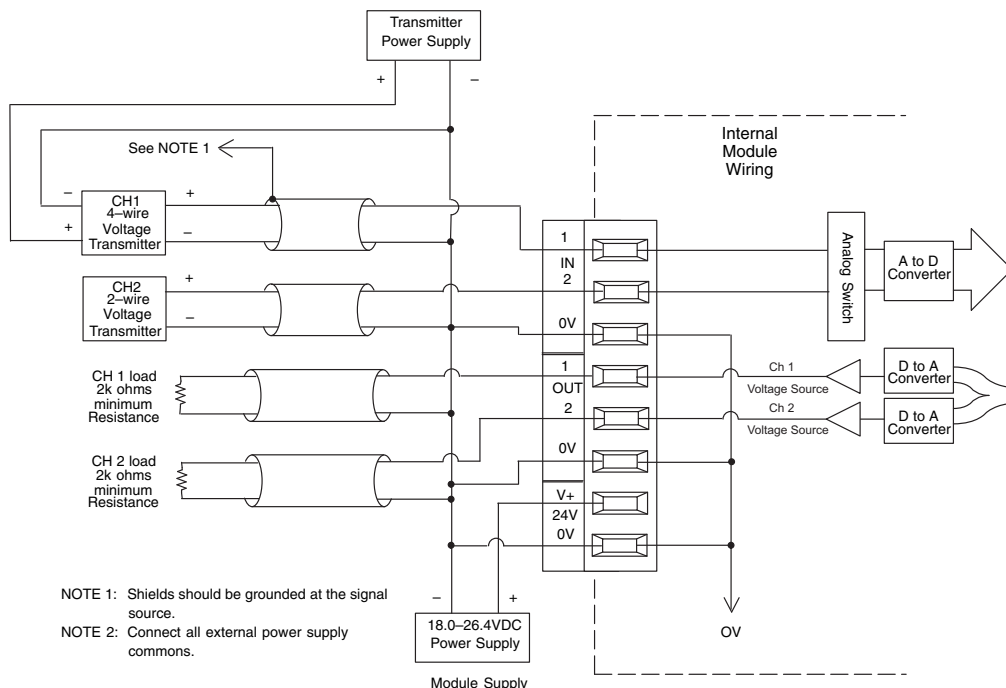 Transmitter
Power Supply
+
–
See NOTE 1
Internal
Module
Wiring
–
+
CH1
4–wire
Voltage
Transmitter
+
–
CH2
2–wire
Voltage
Transmitter
+
–
CH 1 load
2k ohms
minimum
Resistance
CH 2 load
2k ohms
minimum
Resistance
1
IN
2
0V
1
OUT
2
0V
V+
24V
0V
Analog Switch
A to D
Converter
Ch 1
Voltage Source
D to A
Converter
Ch 2
Voltage Source
D to A
Converter
OV
NOTE 1: Shields should be grounded at the signal
source.
NOTE 2: Connect all external power supply
commons.
–
+
18.0–26.4VDC
Power Supply
Module Supply